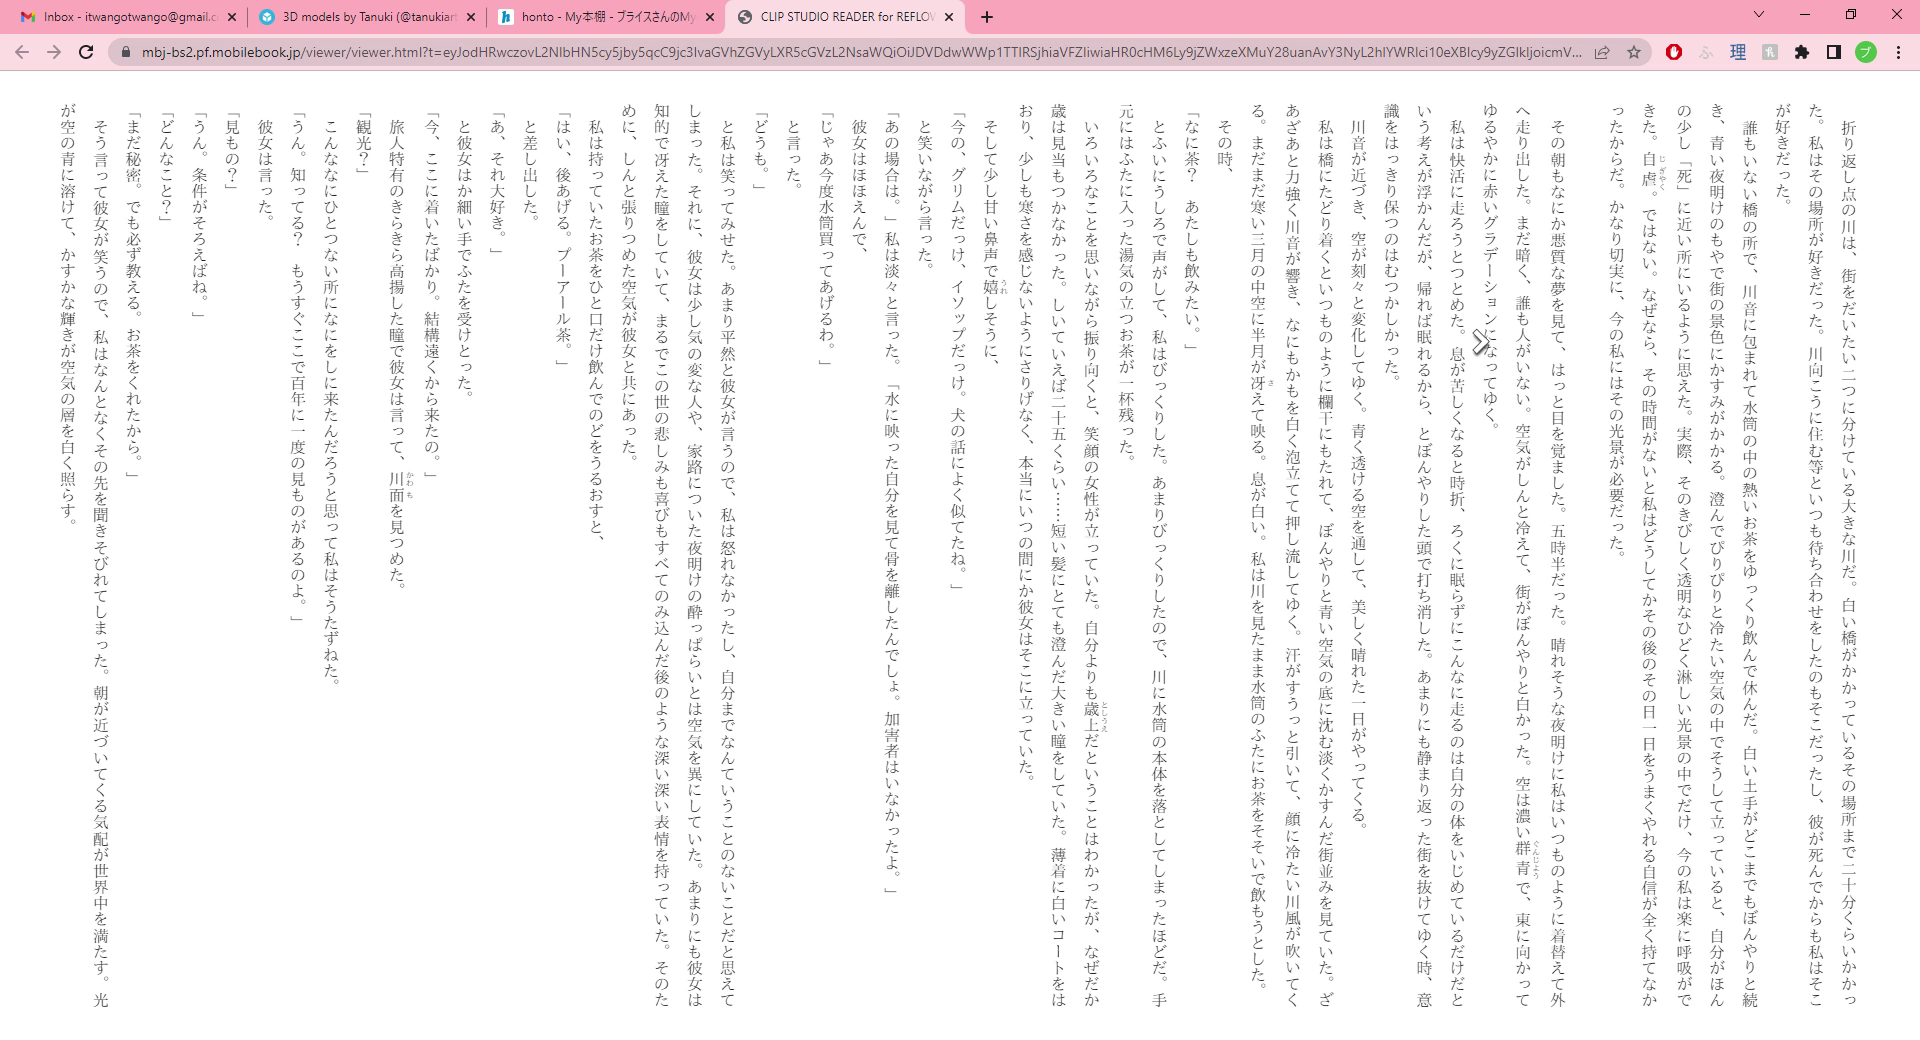 Inbox - itwangotwango@gmail.c
3D models by Tanuki (@tanukiart
honto - My本棚 - ブライスさんのMy
CLIP STUDIO READER for REFLOW
mbj-bs2.pf.mobilebook.jp/viewer/viewer.html?t=
理
ブ
折り返し点の川は、街をだいたい二つに分けている大きな川だ。白い橋がかかっているその場所まで二十分くらいかかっ
た。私はその場所が好きだった。川向こうに住む等といつも待ち合わせをしたのもそこだったし、彼が死んでからも私はそこ
が好きだった。
誰もいない橋の所で、川音に包まれて水筒の中の熱いお茶をゆっくり飲んで休んだ。白い土手がどこまでもぼんやりと続
き、青い夜明けのもやで街の景色にかすみがかかる。澄んでぴりぴりと冷たい空気の中でそうして立っていると、自分がほん
の少し「死」に近い所にいるように思えた。実際、そのきびしく透明なひどく淋しい光景の中でだけ、今の私は楽に呼吸がで
じぎゃく
きた。自虐。ではない。なぜなら、その時間がないと私はどうしてかその後のその日一日をうまくやれる自信が全く持てなか
ったからだ。かなり切実に、今の私にはその光景が必要だった。
その朝もなにか悪質な夢を見て、はっと目を覚ました。五時半だった。晴れそうな夜明けに私はいつものように着替えて外
ぐんじょう
へ走り出した。まだ暗く、誰も人がいない。空気がしんと冷えて、街がぼんやりと白かった。空は濃い群青で、東に向かって
ゆるやかに赤いグラデーションになってゆく。
私は快活に走ろうとつとめた。息が苦しくなると時折、ろくに眠らずにこんなに走るのは自分の体をいじめているだけだと
いう考えが浮かんだが、帰れば眠れるから、とぼんやりした頭で打ち消した。あまりにも静まり返った街を抜けてゆく時、意
識をはっきり保つのはむつかしかった。
川音が近づき、空が刻々と変化してゆく。青く透ける空を通して、美しく晴れた一日がやってくる。
私は橋にたどり着くといつものように欄干にもたれて、ぼんやりと青い空気の底に沈む淡くかすんだ街並みを見ていた。ざ
あざあと力強く川音が響き、なにもかもを白く泡立てて押し流してゆく。汗がすうっと引いて、顔に冷たい川風が吹いてく
さ
る。まだまだ寒い三月の中空に半月が冴えて映る。息が白い。私は川を見たまま水筒のふたにお茶をそそいで飲もうとした。
その時、
「なに茶？　あたしも飲みたい。」
とふいにうしろで声がして、私はびっくりした。あまりびっくりしたので、川に水筒の本体を落としてしまったほどだ。手
元にはふたに入った湯気の立つお茶が一杯残った。
としうえ
いろいろなことを思いながら振り向くと、笑顔の女性が立っていた。自分よりも歳上だということはわかったが、なぜだか
歳は見当もつかなかった。しいていえば二十五くらい……短い髪にとても澄んだ大きい瞳をしていた。薄着に白いコートをは
おり、少しも寒さを感じないようにさりげなく、本当にいつの間にか彼女はそこに立っていた。
うれ
そして少し甘い鼻声で嬉しそうに、
「今の、グリムだっけ、イソップだっけ。犬の話によく似てたね。」
と笑いながら言った。
「あの場合は。」私は淡々と言った。「水に映った自分を見て骨を離したんでしょ。加害者はいなかったよ。」
彼女はほほえんで、
「じゃあ今度水筒買ってあげるわ。」
と言った。
「どうも。」
と私は笑ってみせた。あまり平然と彼女が言うので、私は怒れなかったし、自分までなんていうことのないことだと思えて
しまった。それに、彼女は少し気の変な人や、家路についた夜明けの酔っぱらいとは空気を異にしていた。あまりにも彼女は
知的で冴えた瞳をしていて、まるでこの世の悲しみも喜びもすべてのみ込んだ後のような深い深い表情を持っていた。そのた
めに、しんと張りつめた空気が彼女と共にあった。
私は持っていたお茶をひと口だけ飲んでのどをうるおすと、
「はい、後あげる。プーアール茶。」
と差し出した。
「あ、それ大好き。」
と彼女はか細い手でふたを受けとった。
「今、ここに着いたばかり。結構遠くから来たの。」
かわも
旅人特有のきらきら高揚した瞳で彼女は言って、川面を見つめた。
「観光？」
こんななにひとつない所になにをしに来たんだろうと思って私はそうたずねた。
「うん。知ってる？　もうすぐここで百年に一度の見ものがあるのよ。」
彼女は言った。
「見もの？」
「うん。条件がそろえばね。」
「どんなこと？」
「まだ秘密。でも必ず教える。お茶をくれたから。」
そう言って彼女が笑うので、私はなんとなくその先を聞きそびれてしまった。朝が近づいてくる気配が世界中を満たす。光
が空の青に溶けて、かすかな輝きが空気の層を白く照らす。